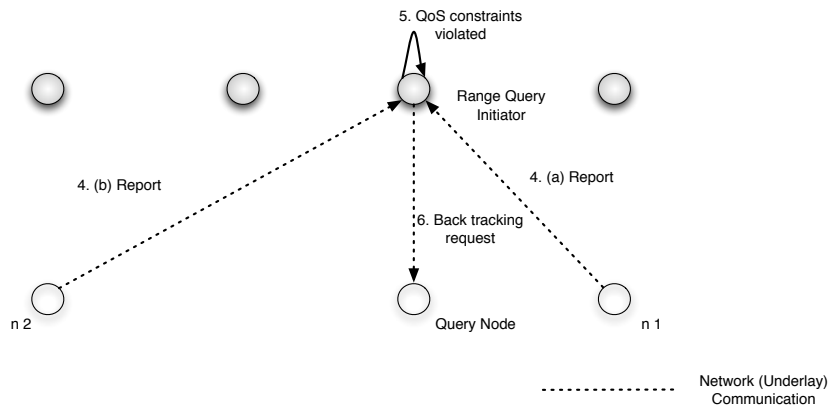 5. QoS constraints
violated
Range Query
Initiator
4. (b) Report
4. (a) Report
6. Back tracking
request
n 2
Query Node
n 1
Network (Underlay)
Communication